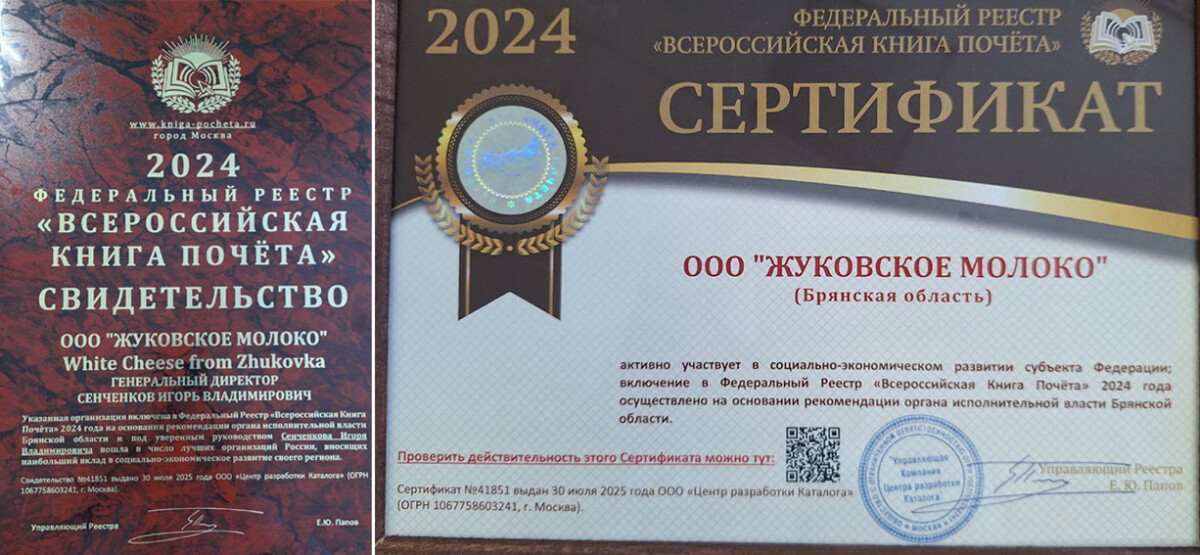 www.kniga-pocheta.ru
город Москва
2024
ФЕДЕРАЛЬНЫЙ РЕЕСТР
«ВСЕРОССИЙСКАЯ
КНИГА ПОЧЁТА»
СВИДЕТЕЛЬСТВО
ООО "ЖУКОВСКОЕ МОЛОКО"
White Cheese from Zhukovka
ГЕНЕРАЛЬНЫЙ ДИРЕКТОР
СЕНЧЕНКОВ ИГОРЬ ВЛАДИМИРОВИЧ
Указанная организация включена в Федеральный Реестр «Всероссийская Книга
Почёта» 2024 года на основании рекомендации органа исполнительной власти
Брянской области и под уверенным руководством Сенченкова Игоря
Владимировича вошла в число лучших организаций России, вносящих
наибольший вклад в социально-экономическое развитие своего региона.
Свидетельство №41851 выдано 30 июля 2025 года ООО «Центр разработки Каталога» (ОГРН
1067758603241, г. Москва).
Управляющий Реестра
Е.Ю. Папов
2024
ФЕДЕРАЛЬНЫЙ РЕЕСТР
«ВСЕРОССИЙСКАЯ КНИГА ПОЧЁТА»
СЕРТИФИКАТ
ООО "ЖУКОВСКОЕ МОЛОКО"
(Брянская область)
активно участвует в социально-экономическом развитии субъекта Федерации;
включение в Федеральный Реестр «Всероссийская Книга Почёта» 2024 года
осуществлено на основании рекомендации органа исполнительной власти Брянской
области.
Проверить действительность этого Сертификата можно тут:
Сертификат №41851 выдан 30 июля 2025 года ООО «Центр разработки Каталога»
(ОГРН 1067758603241, г. Москва).
"Управляющая
Компания
Центра разработки
Каталога"
МОСКВА
Управляющий Реестра
Е. Ю. Папов